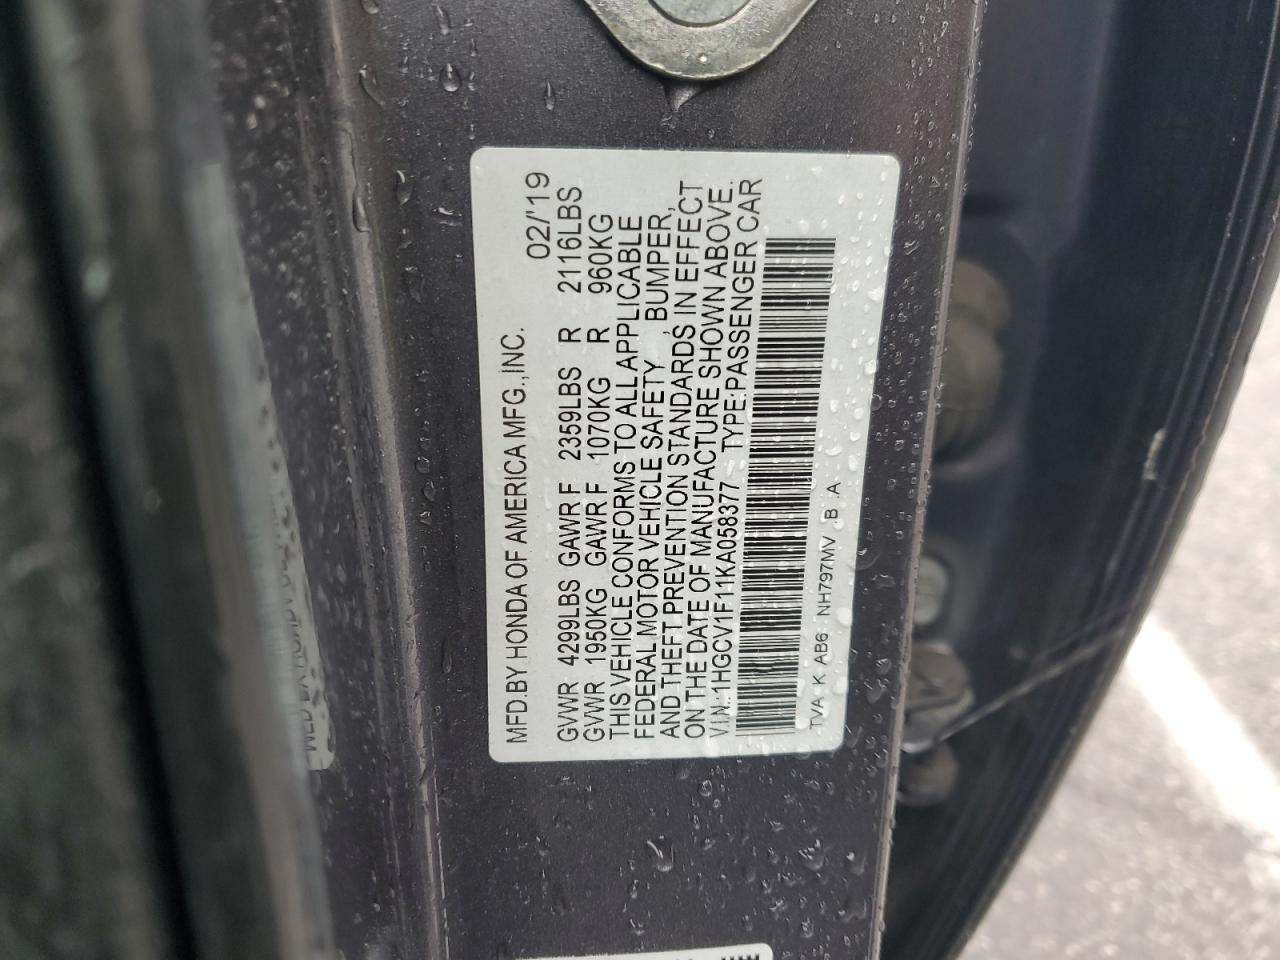 MFD.BY HONDA OF AMERICA MFG.,INC. 02/'19
GVWR 4299LBS GAWR F 2359LBS R 2116LBS
GVWR 1950KG GAWR F 1070KG R 960KG
THIS VEHICLE CONFORMS TO ALL APPLICABLE
FEDERAL MOTOR VEHICLE SAFETY , BUMPER,
AND THEFT PREVENTION STANDARDS IN EFFECT
ON THE DATE OF MANUFACTURE SHOWN ABOVE.
V.I.N.:1HGCV1F11KA058377 TYPE:PASSENGER CAR
TVA K AB6 - NH797MV B A